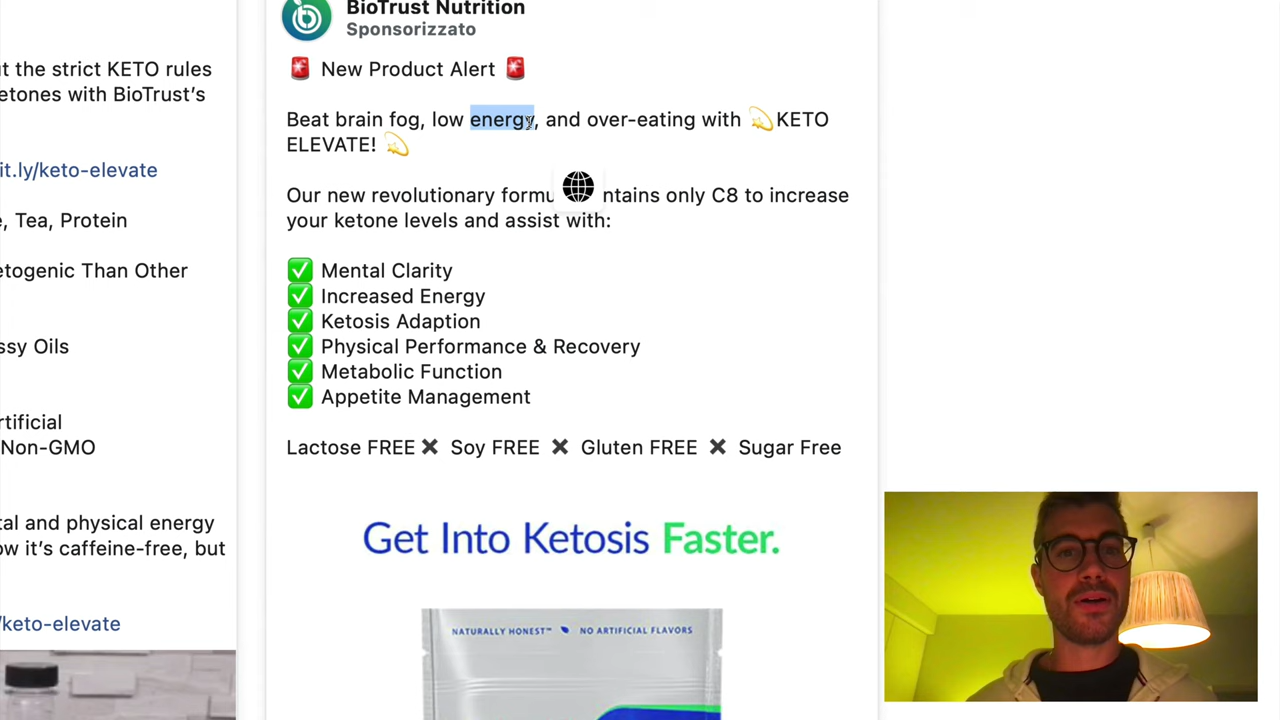 ut the strict KETO rules
etones with BioTrust's
it.ly/keto-elevate
e, Tea, Protein
etogenic Than Other
ssy Oils
rtificial
Non-GMO
tal and physical energy
ow it's caffeine-free, but
/keto-elevate
BioTrust Nutrition
Sponsorizzato
🚨 New Product Alert 🚨
Beat brain fog, low energy, and over-eating with 💫KETO
ELEVATE! 💫
Our new revolutionary formu ntains only C8 to increase
your ketone levels and assist with:
✅ Mental Clarity
✅ Increased Energy
✅ Ketosis Adaption
✅ Physical Performance & Recovery
✅ Metabolic Function
✅ Appetite Management
Lactose FREE✖ Soy FREE ✖ Gluten FREE ✖ Sugar Free
Get Into Ketosis Faster.
NATURALLY HONEST™ NO ARTIFICIAL FLAVORS